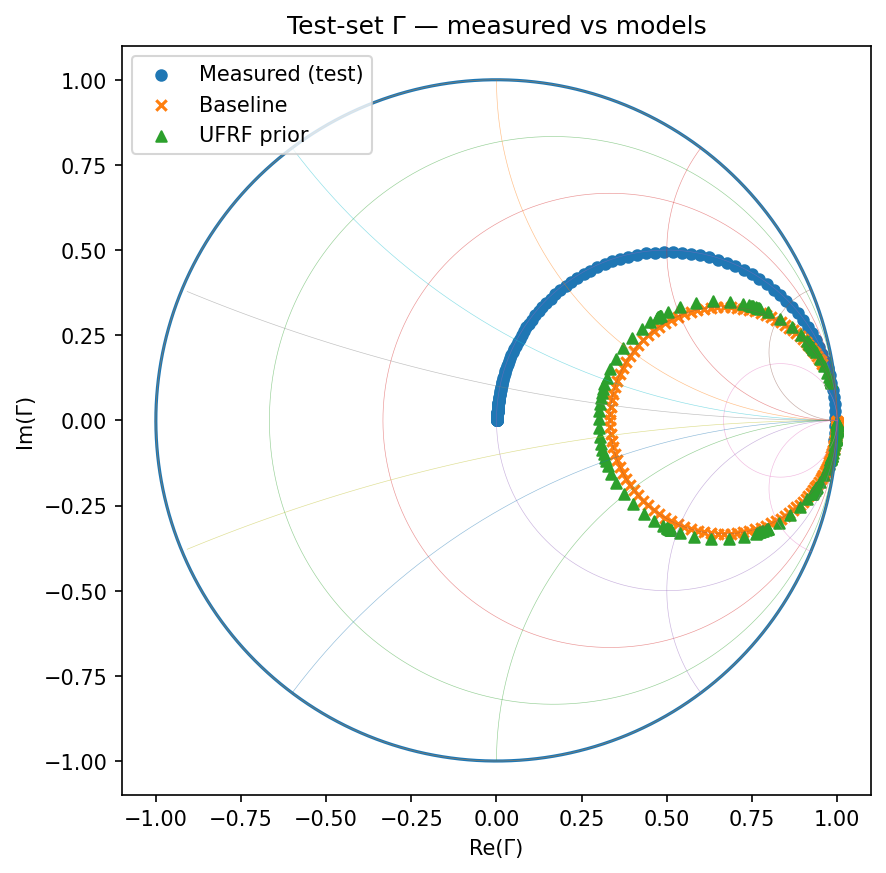 Test-set Γ — measured vs models
Measured (test)
Baseline
UFRF prior
1.00
0.75
0.50
0.25
0.00
−0.25
−0.50
−0.75
−1.00
Im(Γ)
−1.00 −0.75 −0.50 −0.25 0.00 0.25 0.50 0.75 1.00
Re(Γ)